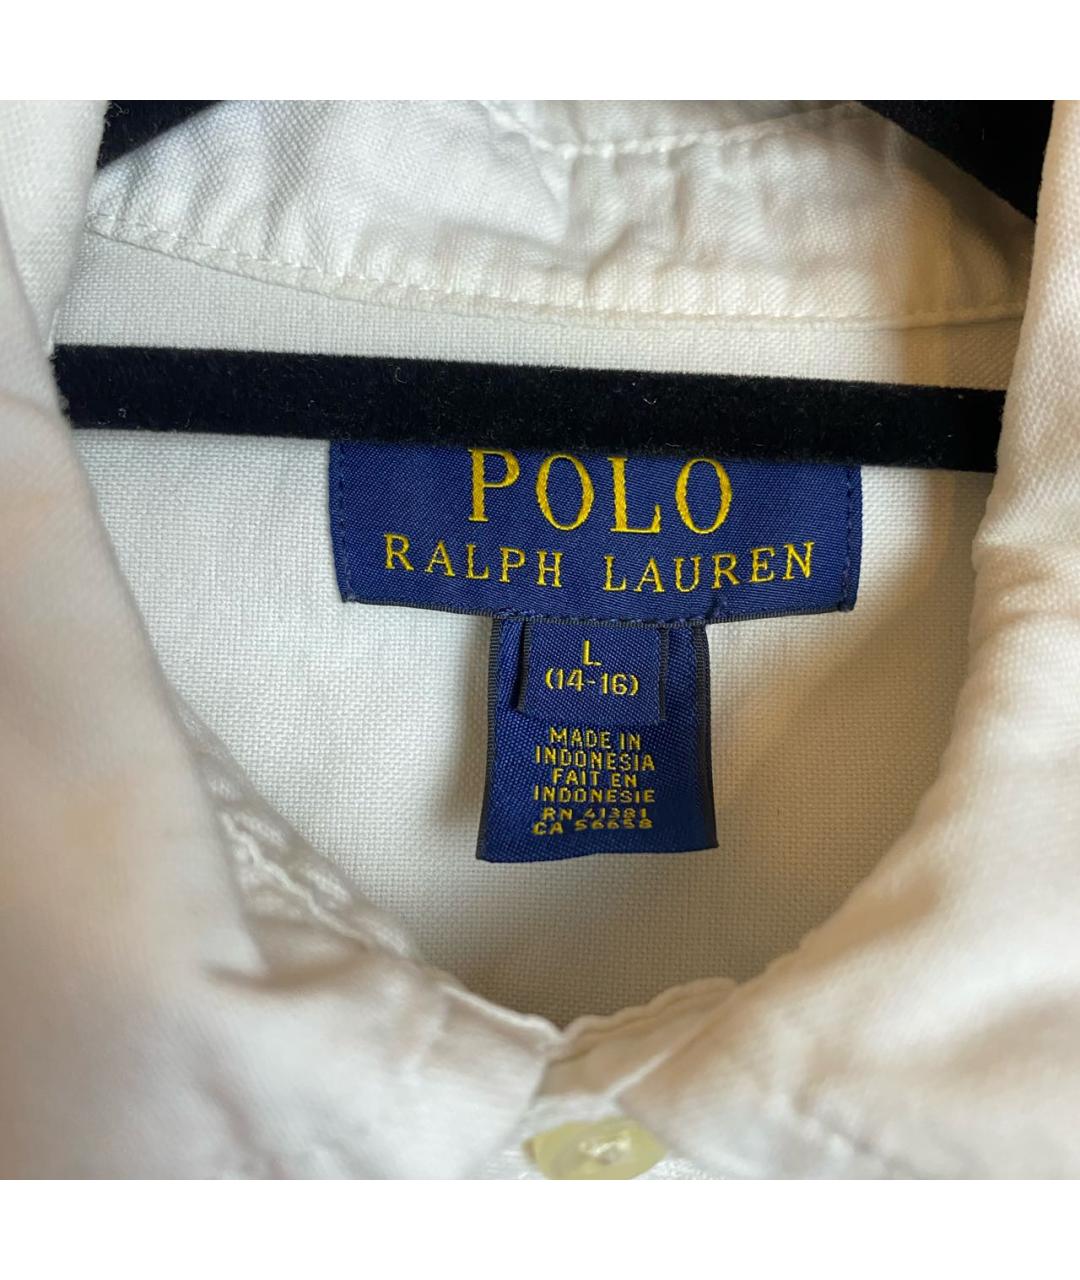 POLO
RALPH LAUREN
L
(14-16)
MADE IN
INDONESIA
FAIT EN
INDONESIE
RN 41381
CA 56658